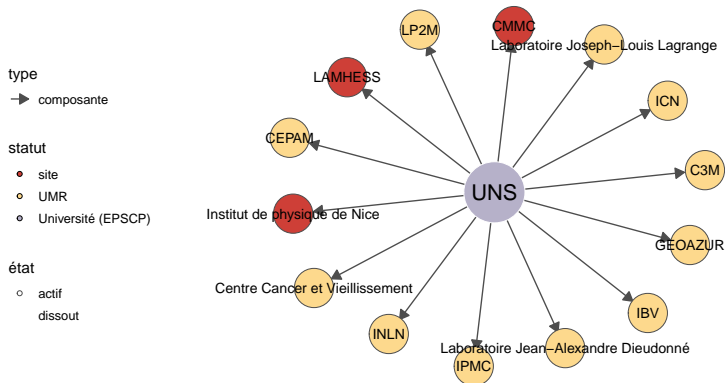 type
composante
statut
site
UMR
Université (EPSCP)
état
actif
dissout
LP2M
CMMC
Laboratoire Joseph−Louis Lagrange
LAMHESS
ICN
CEPAM
C3M
UNS
Institut de physique de Nice
GEOAZUR
Centre Cancer et Vieillissement
IBV
INLN
Laboratoire Jean−Alexandre Dieudonné
IPMC